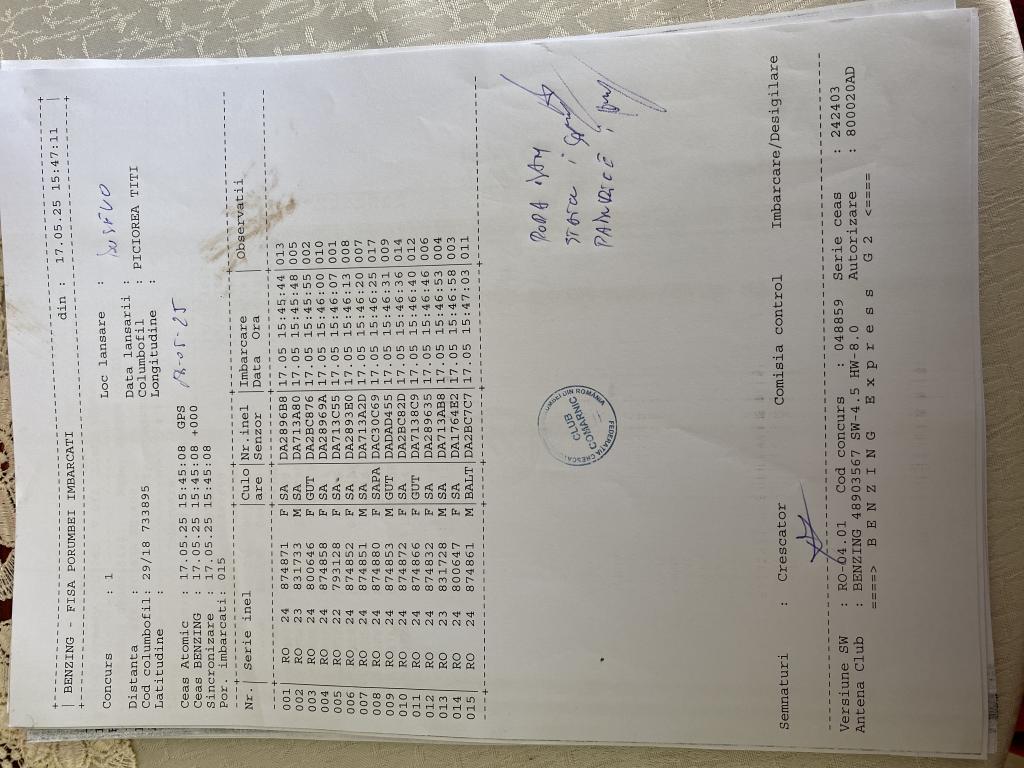 BENZING - FISA PORUMBEI IMBARCATI din : 17.05.25 15:47:11
Concurs : 1 Loc lansare :
Distanta : Data lansarii :
Cod columbofil : 29/18 733895 Columbofil : PICIOREA TITI
Latitudine : Longitudine :
Ceas Atomic : 17.05.25 15:45:08 GPS
Ceas BENZING : 17.05.25 15:45:08 +000
Sincronizare : 17.05.25 15:45:08
Por. imbarcati: 015
Nr. | Serie inel |Culo|Nr.inel |Imbarcare | Observatii
are |Senzor |Data Ora
001 | RO 24 874871 F SA |DA2896B8|17.05 15:45:44|013
002 | RO 23 831733 M SA |DA713A80|17.05 15:45:48|005
003 | RO 24 800646 F GUT |DA2BC876|17.05 15:45:55|002
004 | RO 24 874858 F SA |DA28969A|17.05 15:46:00|010
005 | RO 22 793128 F SA |DA713C5E|17.05 15:46:07|001
006 | RO 24 874852 F SA |DA2893E0|17.05 15:46:13|008
007 | RO 24 874851 M SA |DA713A2D|17.05 15:46:20|007
008 | RO 24 874880 F SAPA|DAC30C69|17.05 15:46:25|017
009 | RO 24 874853 M GUT |DADAD455|17.05 15:46:31|009
010 | RO 24 874872 F SA |DA2BC82D|17.05 15:46:36|014
011 | RO 24 874866 F GUT |DA7138C9|17.05 15:46:40|012
012 | RO 24 874832 F SA |DA289635|17.05 15:46:46|006
013 | RO 23 831728 M SA |DA713AB8|17.05 15:46:53|004
014 | RO 24 800647 F SA |DA1764E2|17.05 15:46:58|003
015 | RO 24 874861 M BALT|DA2BC7C7|17.05 15:47:03|011
POPA
CLUB
COMARNIC
Semnaturi : Crescator Comisia control Imbarcare/Desigilare
Versiune SW : RO-04.01 Cod concurs : 048859 Serie ceas : 242403
Antena Club : BENZING 48903567 SW-4.5 HW-8.0 Autorizare : 800020AD
====> B E N Z I N G E x p r e s s G 2 <====